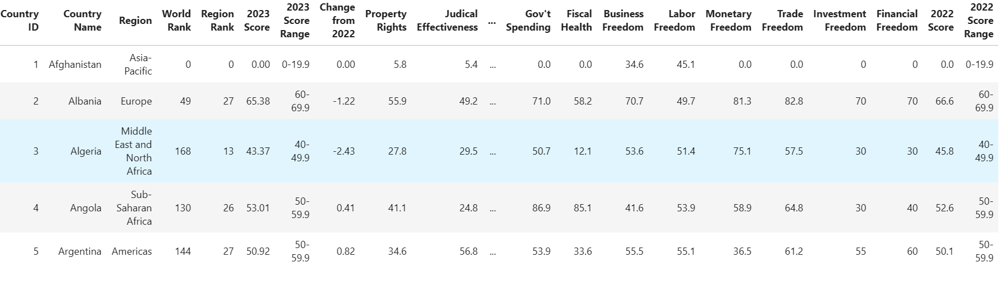 Country ID Country Name Region World Rank Region Rank 2023 Score 2023 Score Range Change from 2022 Property Rights Judical Effectiveness ... Gov't Spending Fiscal Health Business Freedom Labor Freedom Monetary Freedom Trade Freedom Investment Freedom Financial Freedom 2022 Score 2022 Score Range
1 Afghanistan Asia-Pacific 0 0 0.00 0-19.9 0.00 5.8 5.4 ... 0.0 0.0 34.6 45.1 0.0 0.0 0 0 0.0 0-19.9
2 Albania Europe 49 27 65.38 60-69.9 -1.22 55.9 49.2 ... 71.0 58.2 70.7 49.7 81.3 82.8 70 70 66.6 60-69.9
3 Algeria Middle East and North Africa 168 13 43.37 40-49.9 -2.43 27.8 29.5 ... 50.7 12.1 53.6 51.4 75.1 57.5 30 30 45.8 40-49.9
4 Angola Sub-Saharan Africa 130 26 53.01 50-59.9 0.41 41.1 24.8 ... 86.9 85.1 41.6 53.9 58.9 64.8 30 40 52.6 50-59.9
5 Argentina Americas 144 27 50.92 50-59.9 0.82 34.6 56.8 ... 53.9 33.6 55.5 55.1 36.5 61.2 55 60 50.1 50-59.9